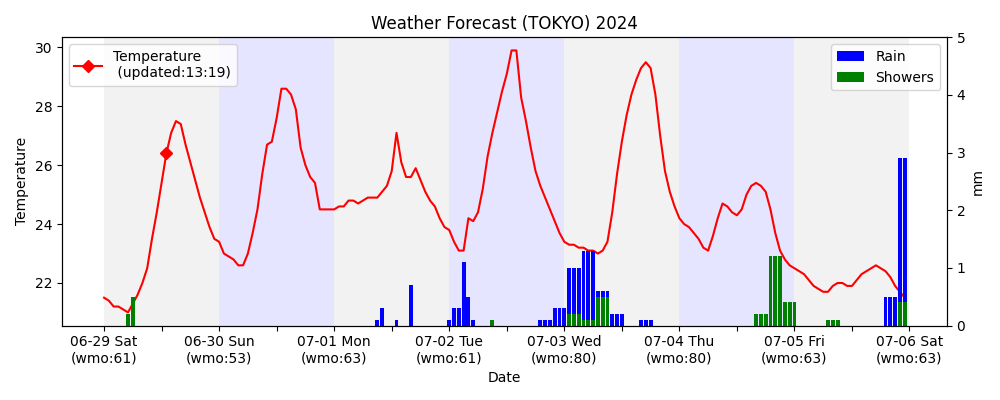 Weather Forecast (TOKYO) 2024
Temperature
(updated:13:19)
Rain
Showers
30
28
26
24
22
Temperature
5
4
3
2
1
0
mm
06-29 Sat
(wmo:61)
06-30 Sun
(wmo:53)
07-01 Mon
(wmo:63)
07-02 Tue
(wmo:61)
07-03 Wed
(wmo:80)
07-04 Thu
(wmo:80)
07-05 Fri
(wmo:63)
07-06 Sat
(wmo:63)
Date